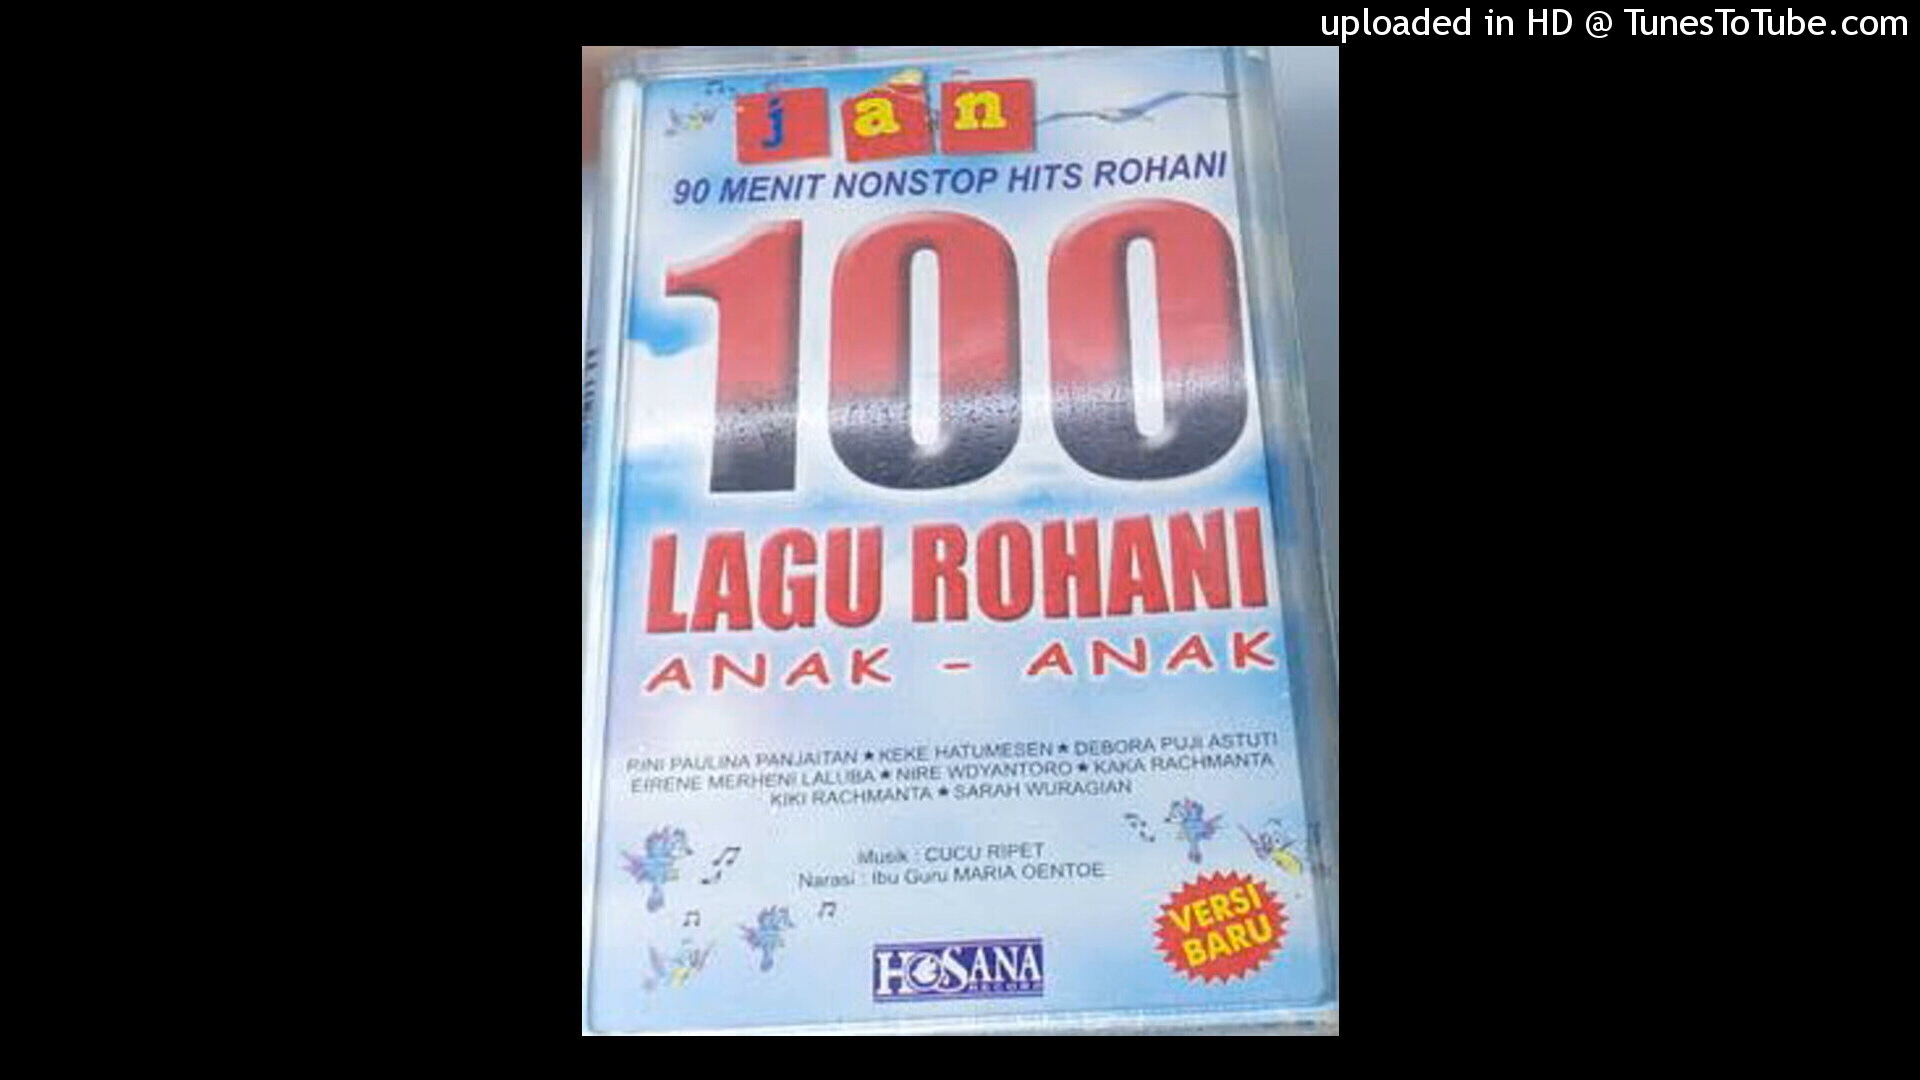 uploaded in HD @ TunesToTube.com
jan
90 MENIT NONSTOP HITS ROHANI
100
LAGU ROHANI
ANAK - ANAK
RINI PAULINA PANJAITAN ★ KEKE HATUMESEN ★ DEBORA PUJI ASTUTI
EIRENE MERHENI LALUBA ★ NIRE WDYANTORO ★ KAKA RACHMANTA
KIKI RACHMANTA ★ SARAH WURAGIAN
Musik : CUCU RIPET
Narasi : Ibu Guru MARIA OENTOE
VERSI
BARU
HOSANA
RECORD